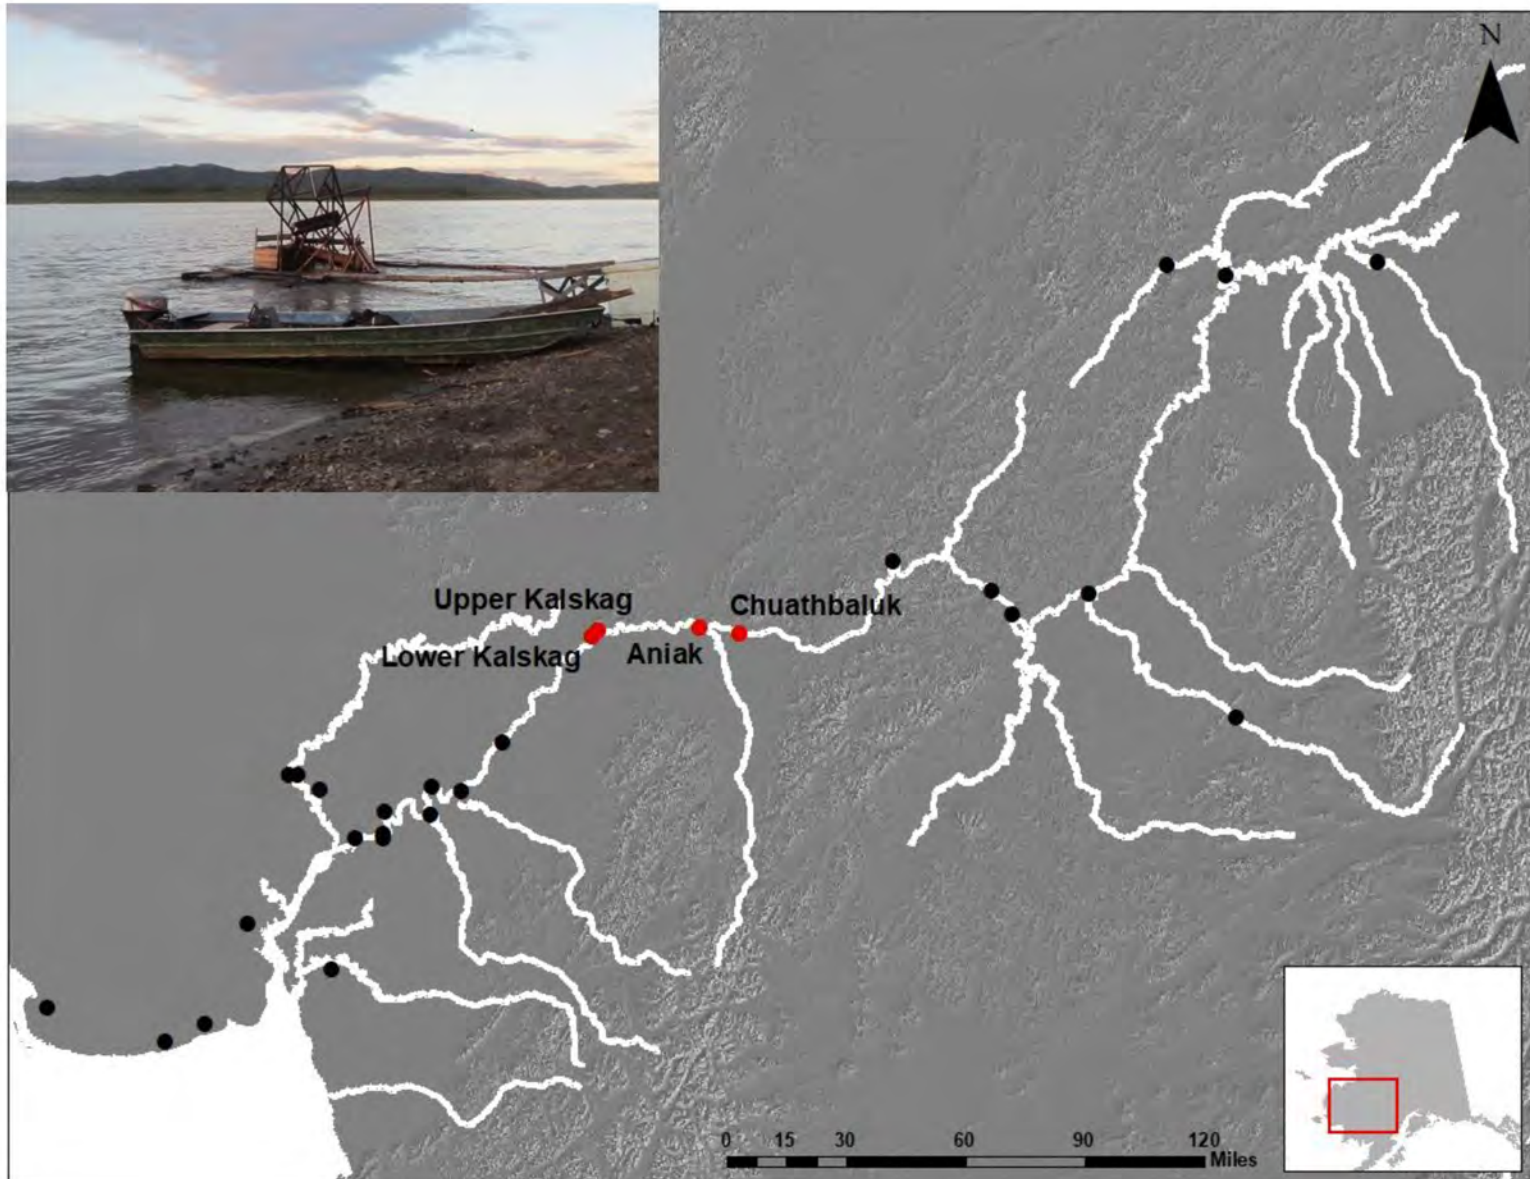 N
Upper Kalskag
Chuathbaluk
Lower Kalskag
Aniak
0 15 30 60 90 120
Miles